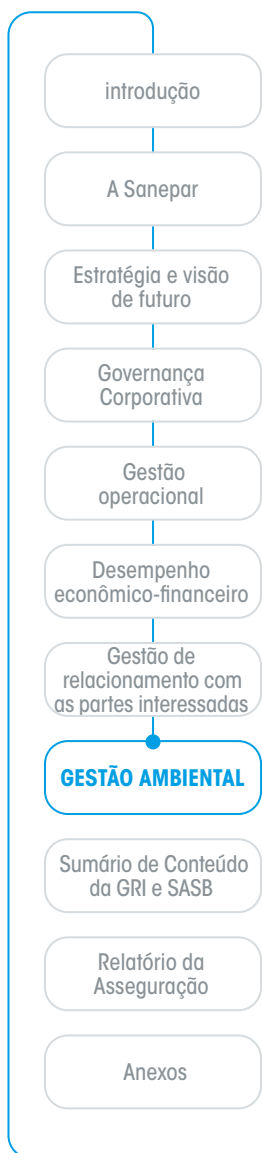 introdução
A Sanepar
Estratégia e visão
de futuro
Governança
Corporativa
Gestão
operacional
Desempenho
econômico-financeiro
Gestão de
relacionamento com
as partes interessadas
GESTÃO AMBIENTAL
Sumário de Conteúdo
da GRI e SASB
Relatório da
Asseguração
Anexos